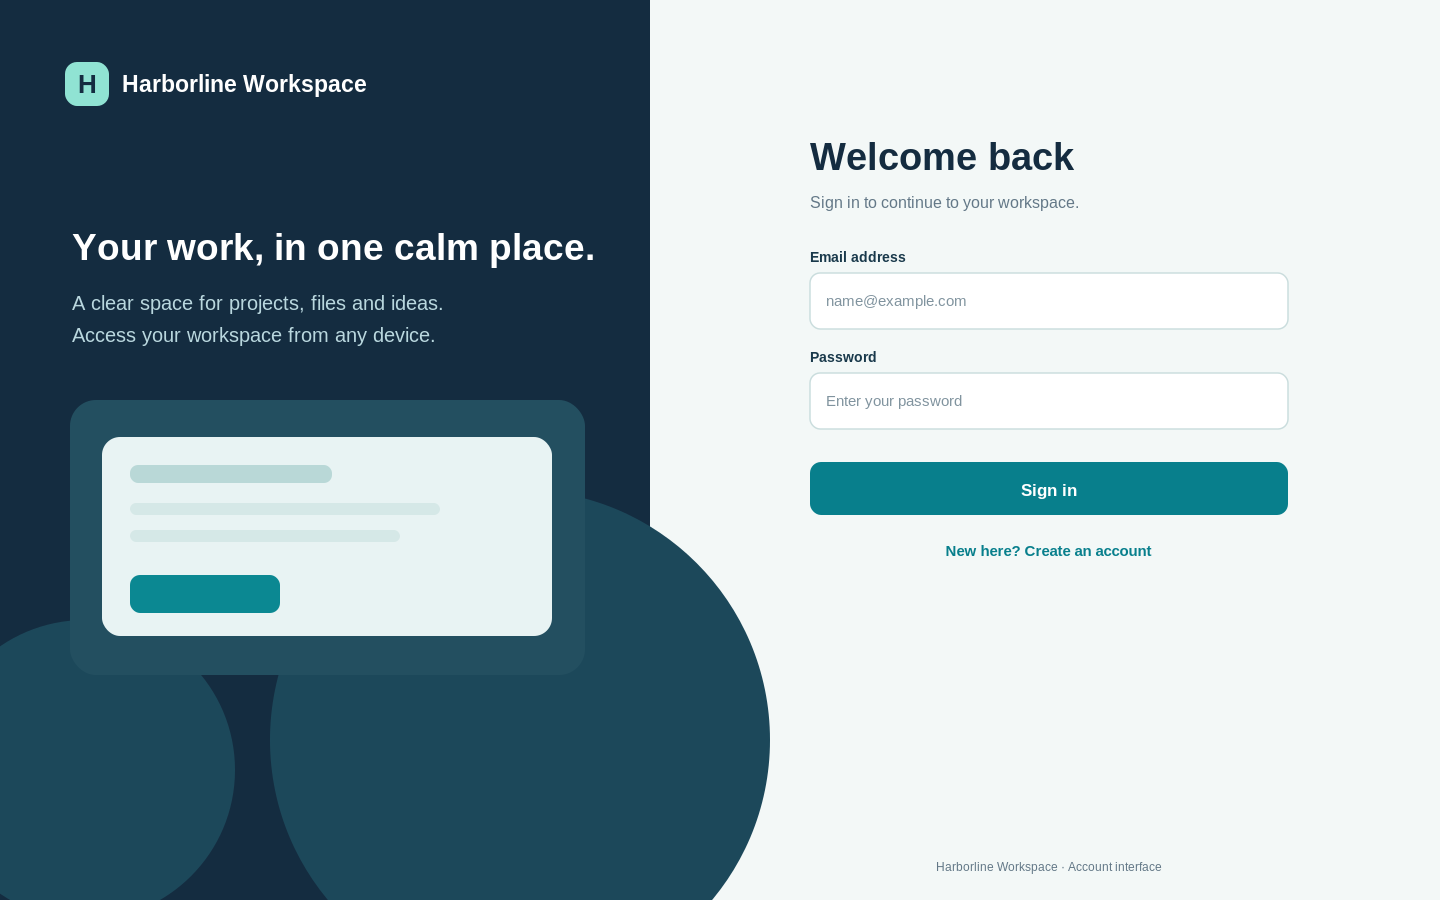 H
Harborline Workspace
Your work, in one calm place.
A clear space for projects, files and ideas.
Access your workspace from any device.
Welcome back
Sign in to continue to your workspace.
Email address
name@example.com
Password
Enter your password
Sign in
New here? Create an account
Harborline Workspace · Account interface